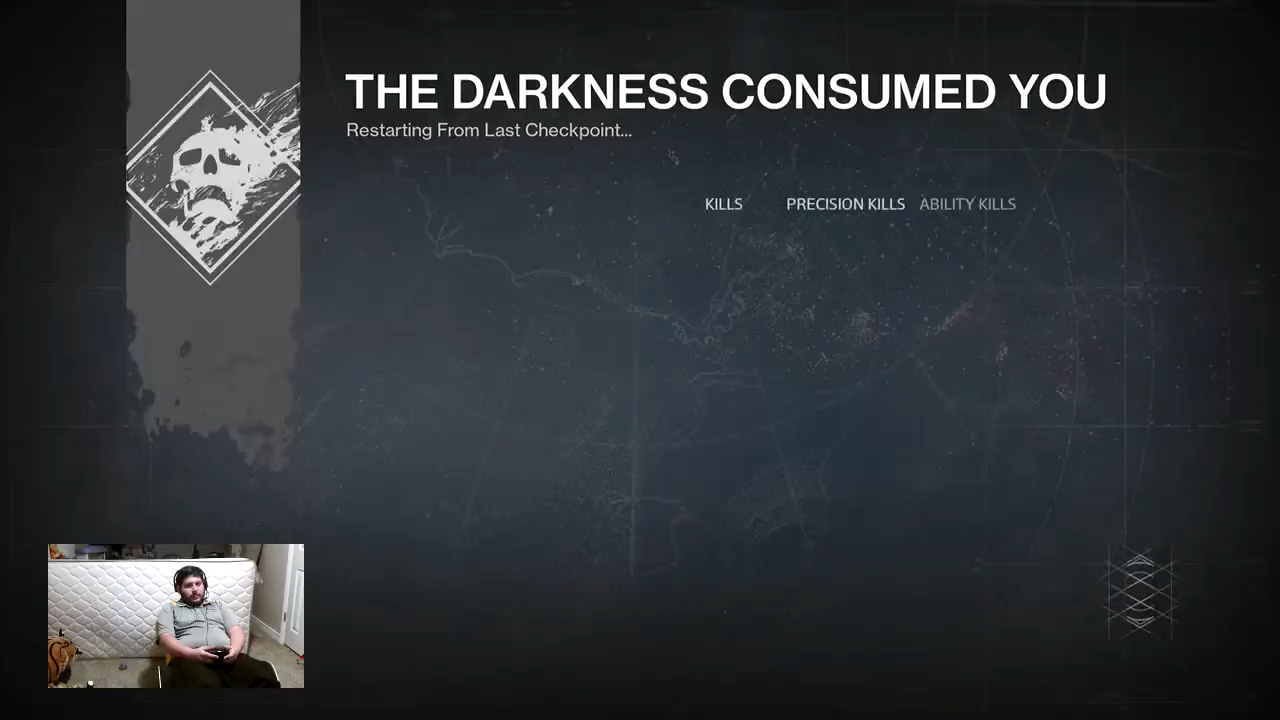 THE DARKNESS CONSUMED YOU
Restarting From Last Checkpoint...
KILLS PRECISION KILLS ABILITY KILLS